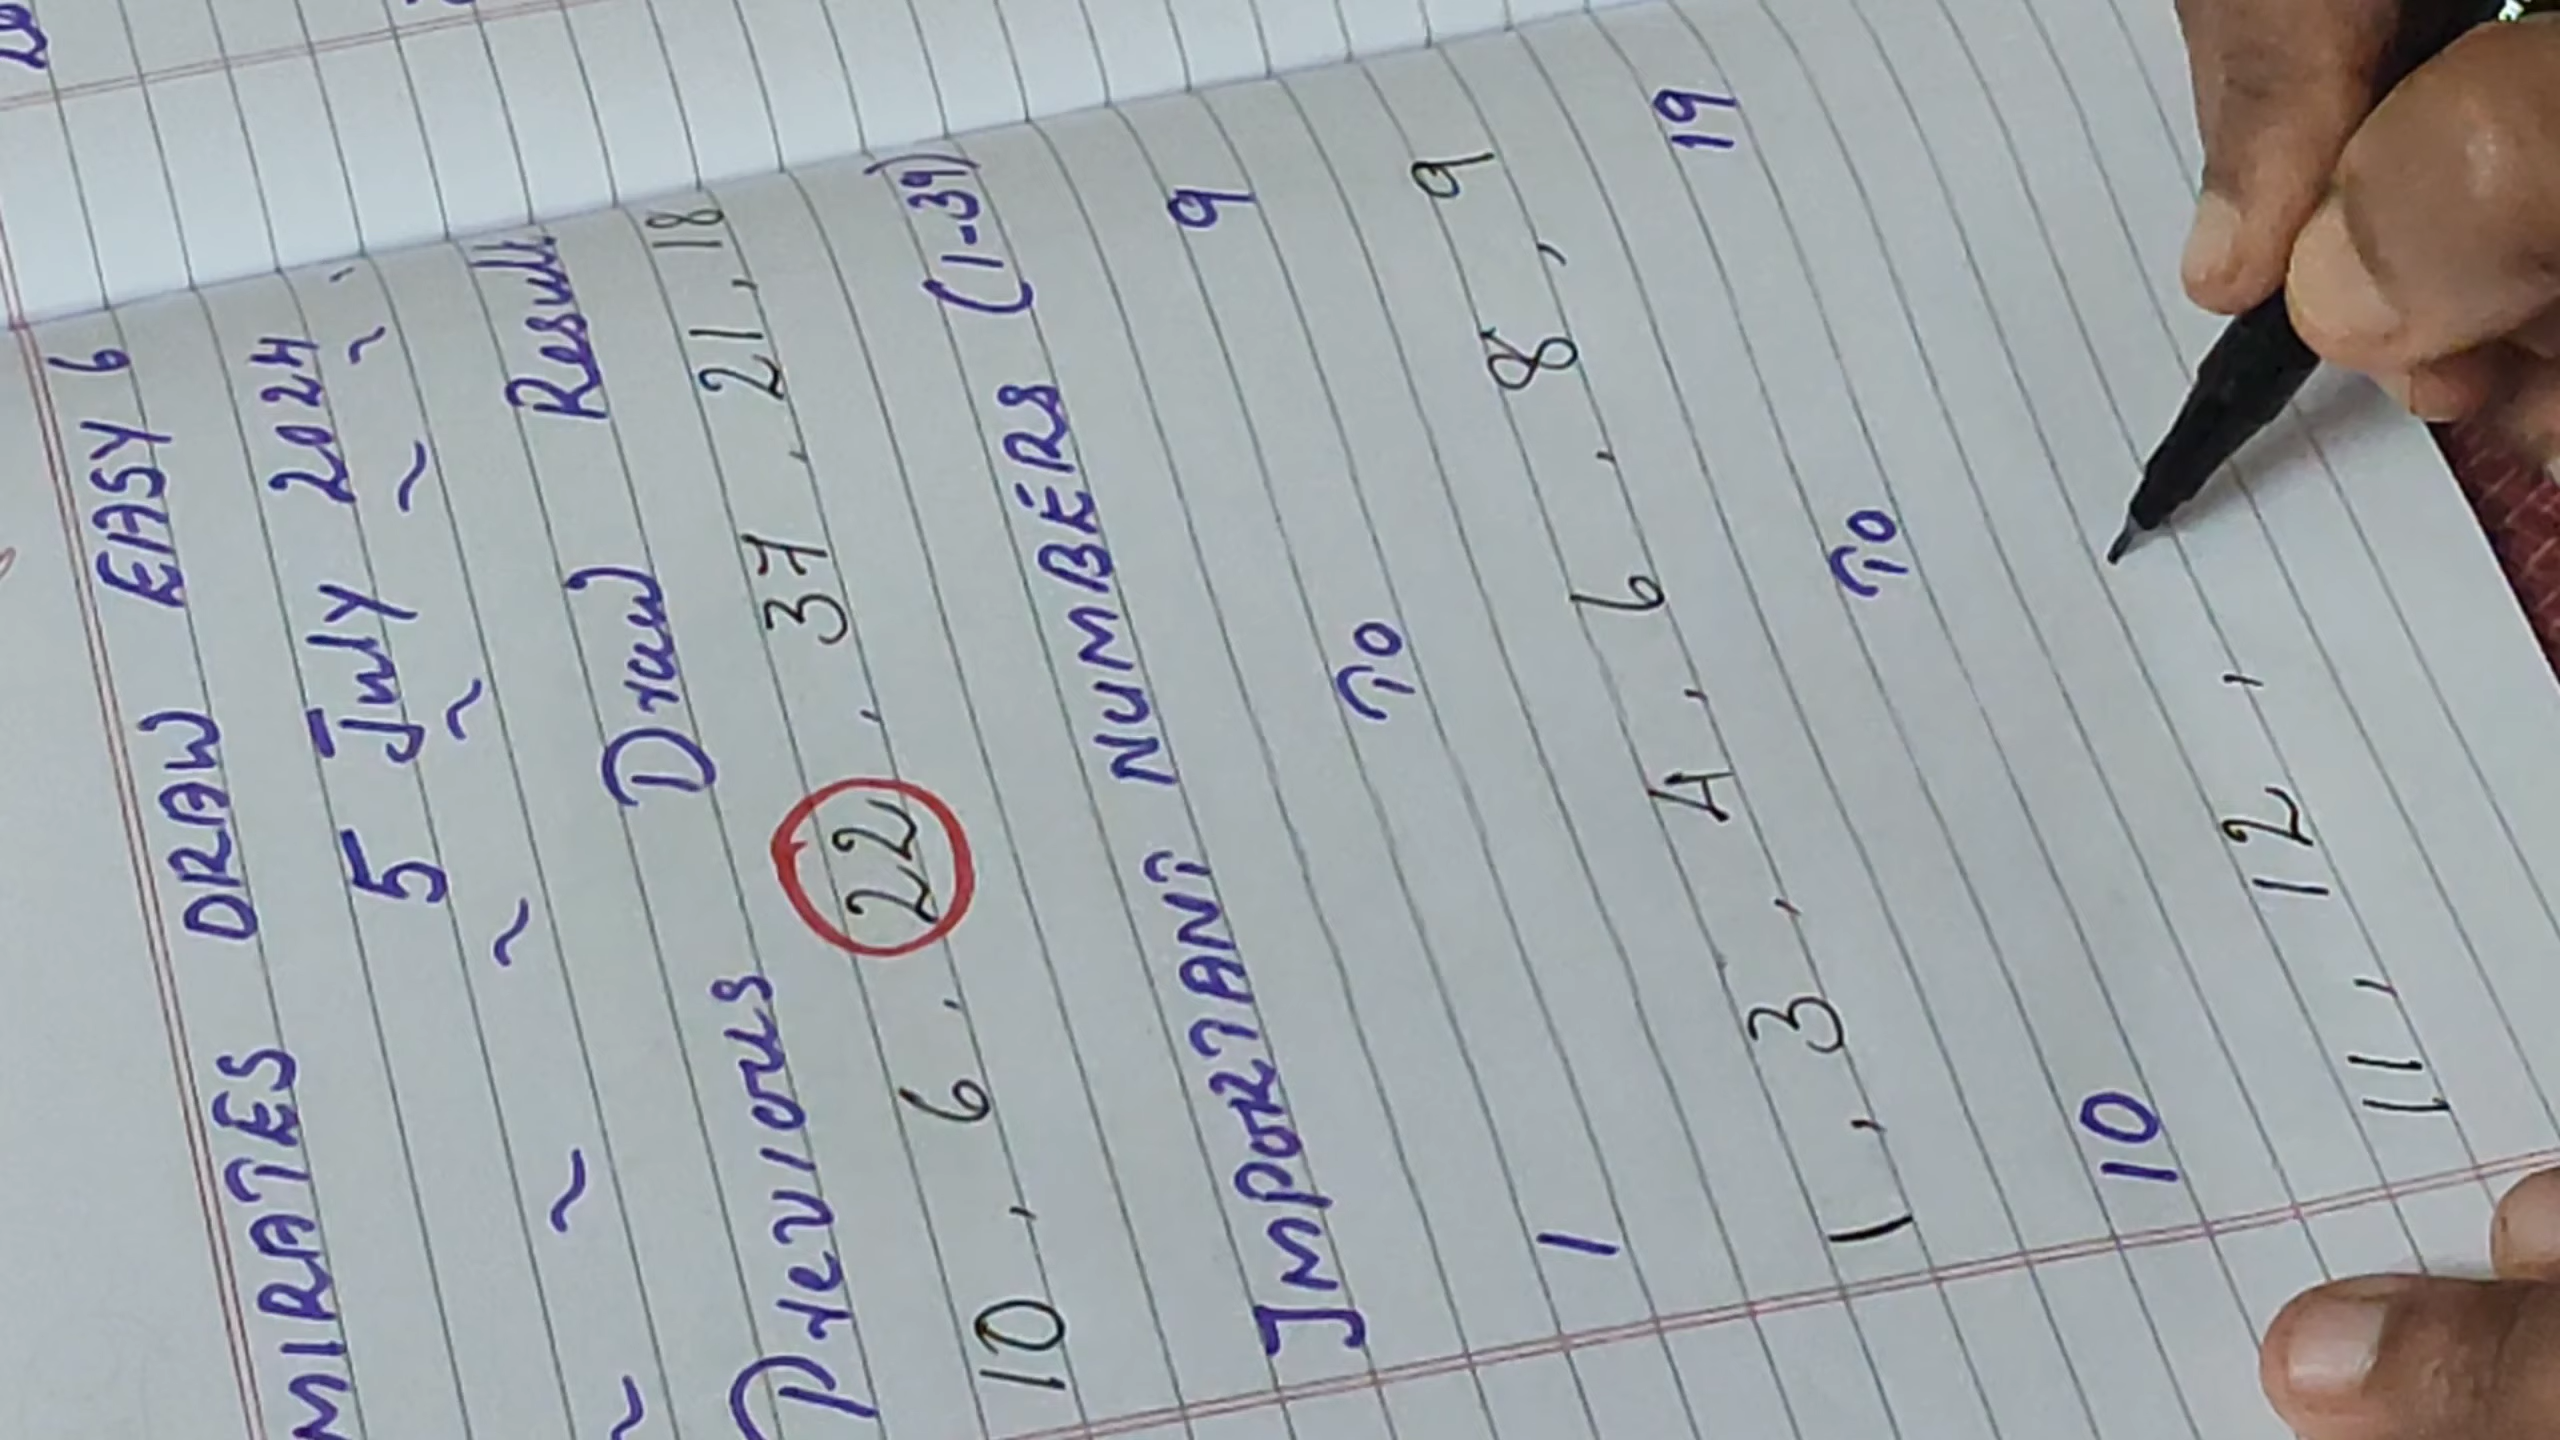 MIRATES DRAW EASY 6
5 July 2024
~ ~ ~ ~ ~ ~
Previous Draw Result
10, 6, 22, 37, 21, 18
IMPORTANT NUMBERS (1-39)
1 To 9
1, 3, 4, 6, 8, 9
10 To 19
11, 12,